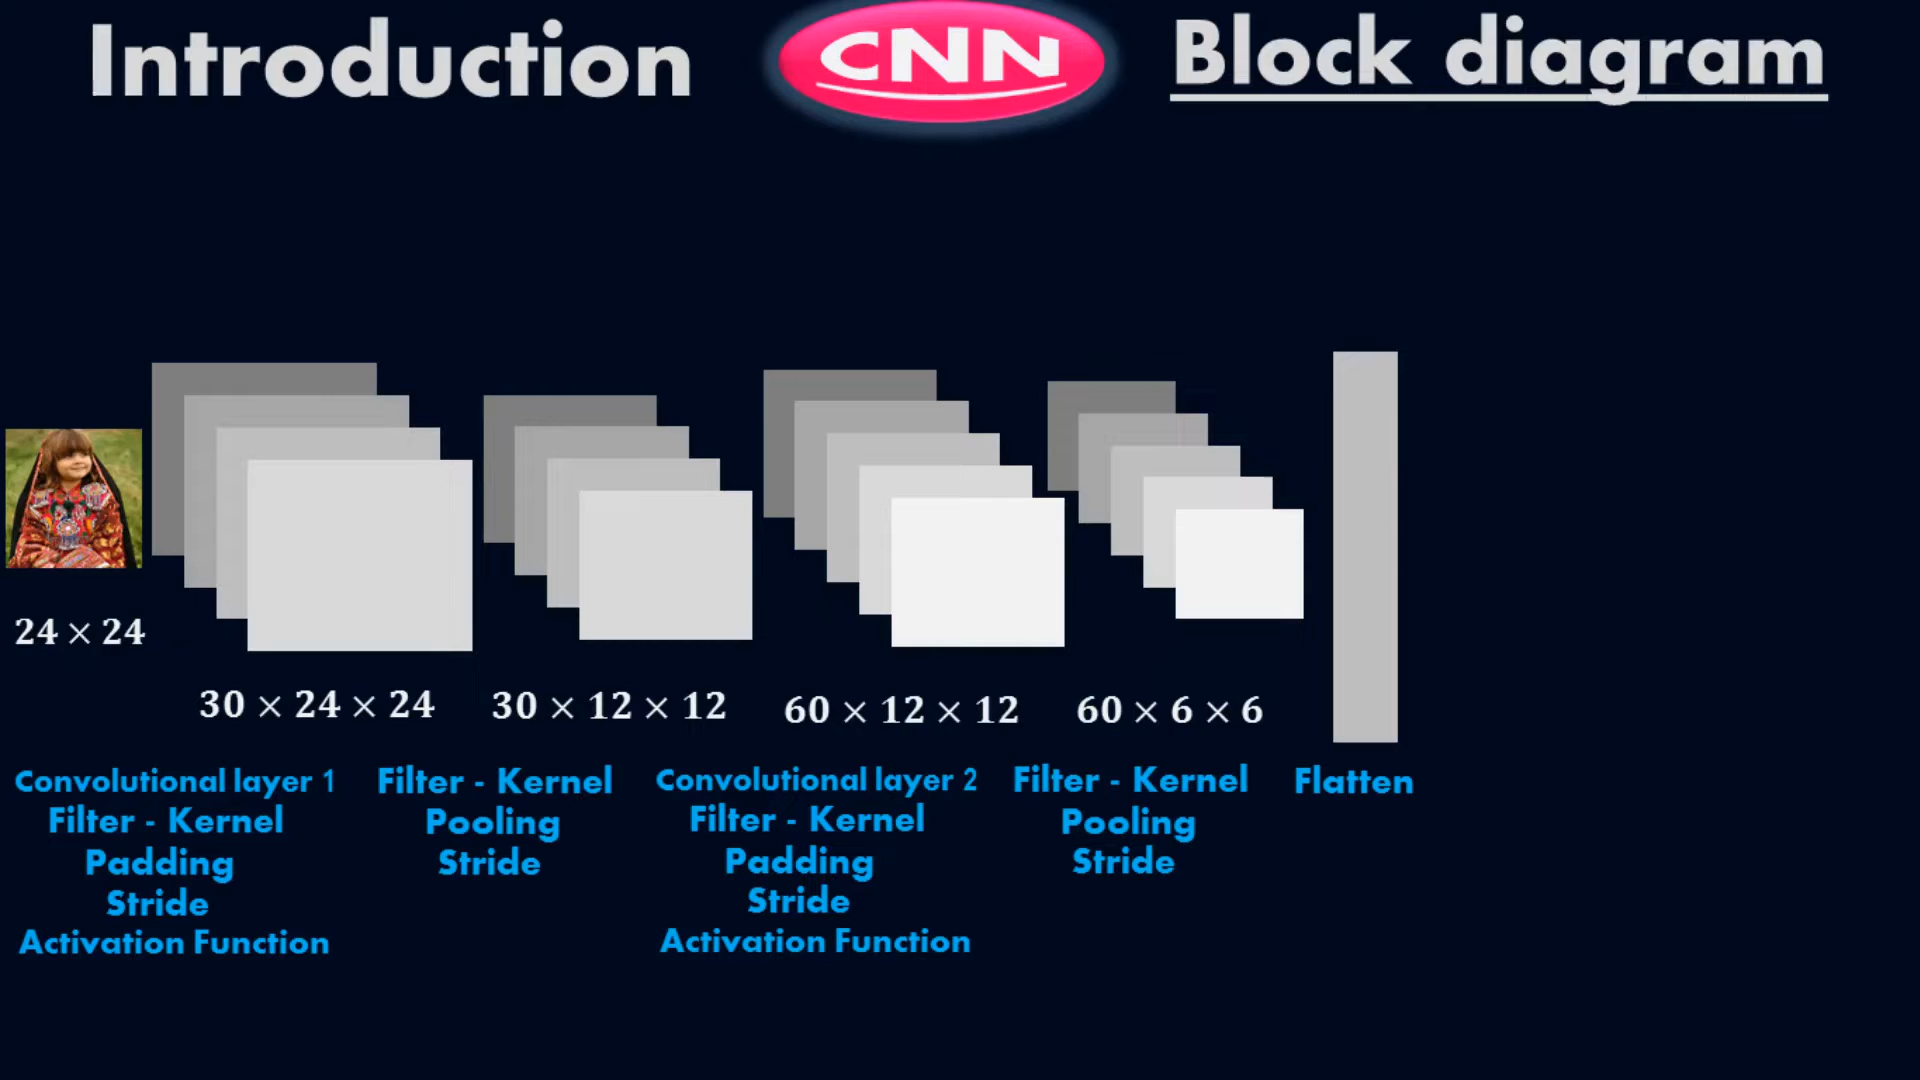 Introduction CNN Block diagram
24 × 24
30 × 24 × 24
30 × 12 × 12
60 × 12 × 12
60 × 6 × 6
Convolutional layer 1
Filter - Kernel
Padding
Stride
Activation Function
Filter - Kernel
Pooling
Stride
Convolutional layer 2
Filter - Kernel
Padding
Stride
Activation Function
Filter - Kernel
Pooling
Stride
Flatten